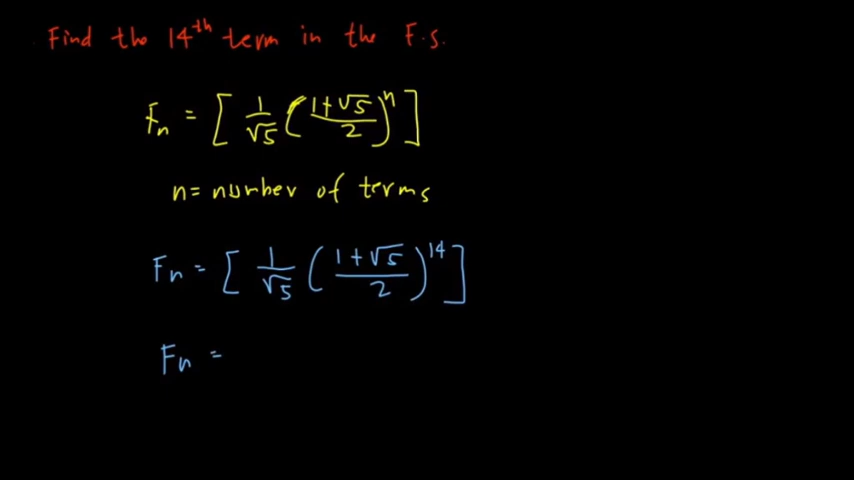 Find the 14th term in the F.S.
Fn = [ 1/√5 ( (1+√5)/2 )^n ]
n= number of terms
Fn = [ 1/√5 ( (1+√5)/2 )^14 ]
Fn =